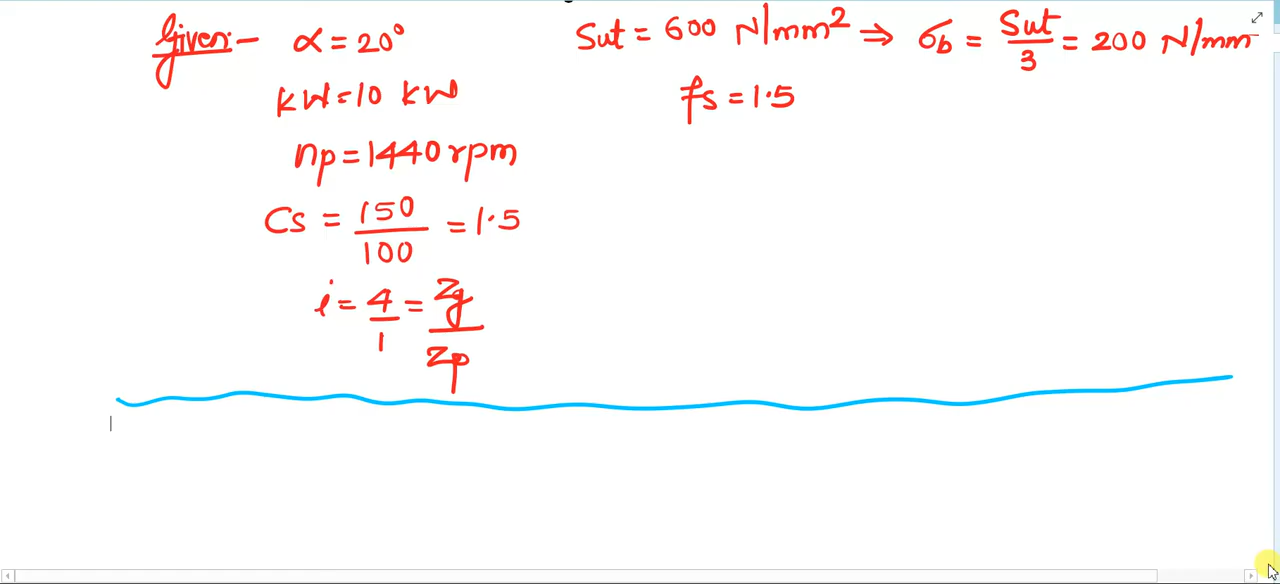 Given:- α = 20° Sut = 600 N/mm² ⇒ σb = Sut/3 = 200 N/mm
kW = 10 kW fs = 1.5
np = 1440 rpm
Cs = 150/100 = 1.5
i = 4/1 = Zg/Zp